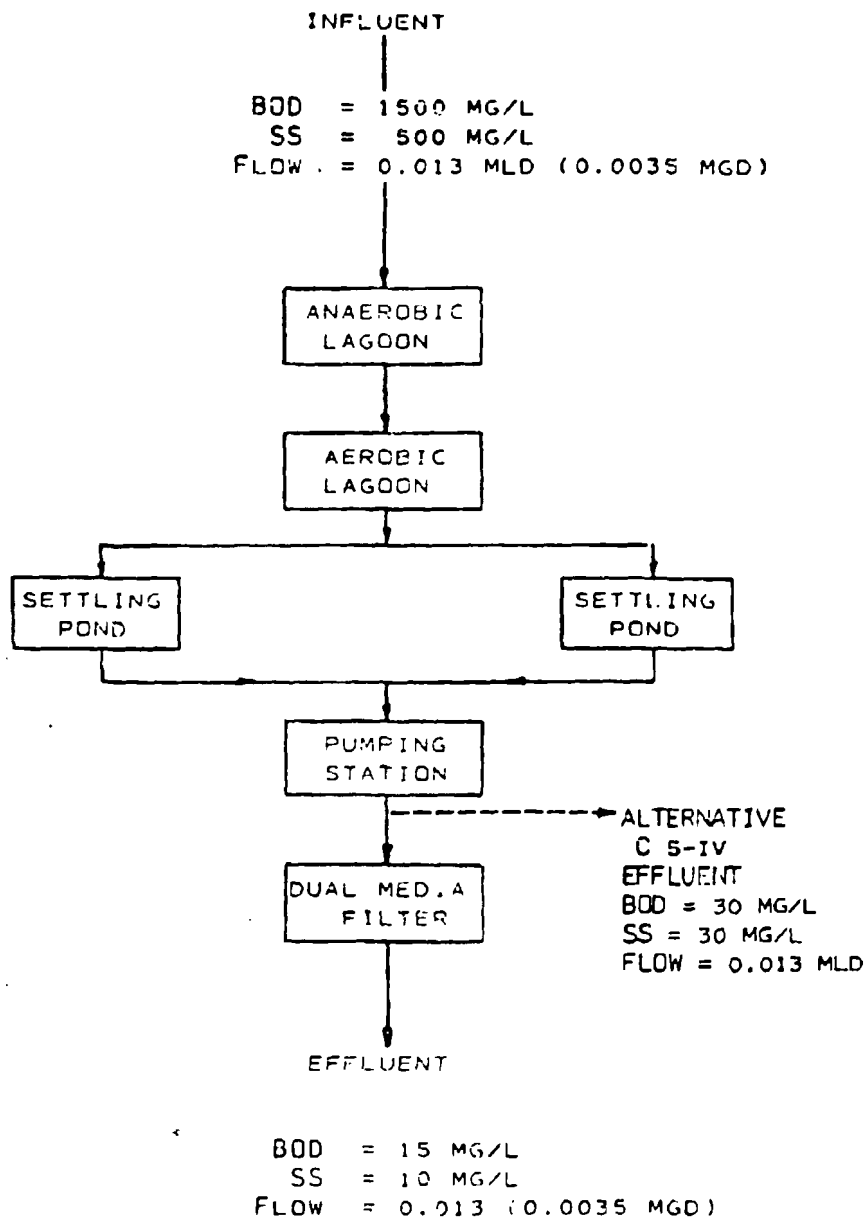 INFLUENT
BOD = 1500 MG/L
SS = 500 MG/L
FLOW . = 0.013 MLD (0.0035 MGD)
ANAEROBIC
LAGOON
AEROBIC
LAGOON
SETTLING
POND
SETTLING
POND
PUMPING
STATION
ALTERNATIVE
C 5-IV
EFFLUENT
BOD = 30 MG/L
SS = 30 MG/L
FLOW = 0.013 MLD
DUAL MED.A
FILTER
EFFLUENT
BOD = 15 MG/L
SS = 10 MG/L
FLOW = 0.013 (0.0035 MGD)